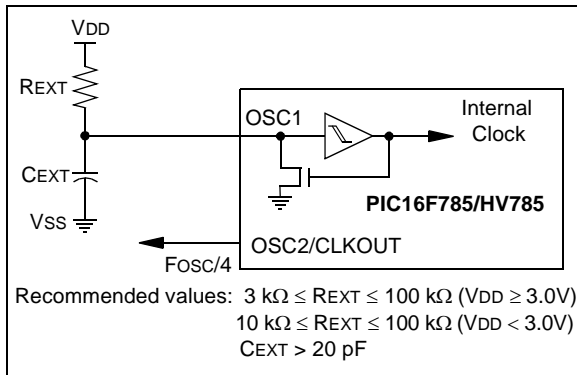 VDD
REXT
OSC1
Internal
Clock
CEXT
PIC16F785/HV785
VSS
OSC2/CLKOUT
FOSC/4
Recommended values: 3 kΩ ≤ REXT ≤ 100 kΩ (VDD ≥ 3.0V)
10 kΩ ≤ REXT ≤ 100 kΩ (VDD < 3.0V)
CEXT > 20 pF